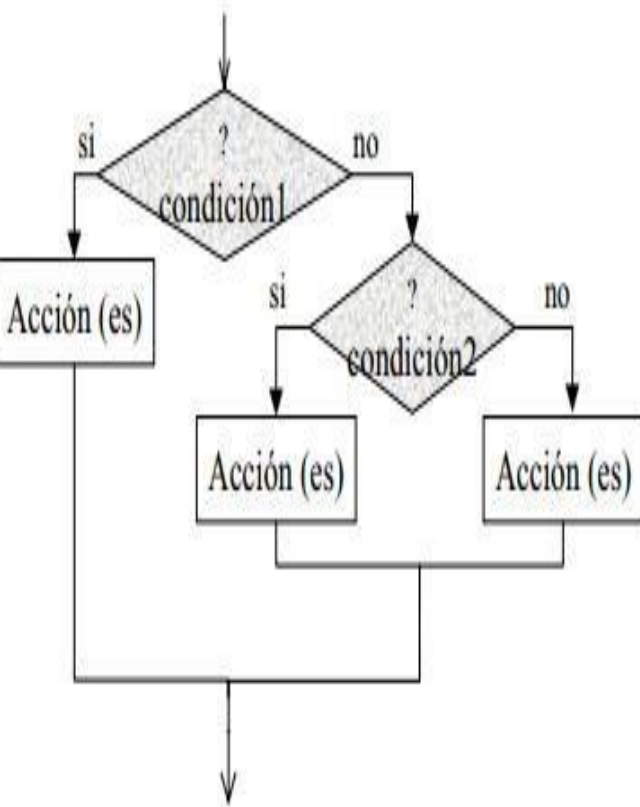 si
?
no
condición1
Acción (es)
si
?
no
condición2
Acción (es)
Acción (es)